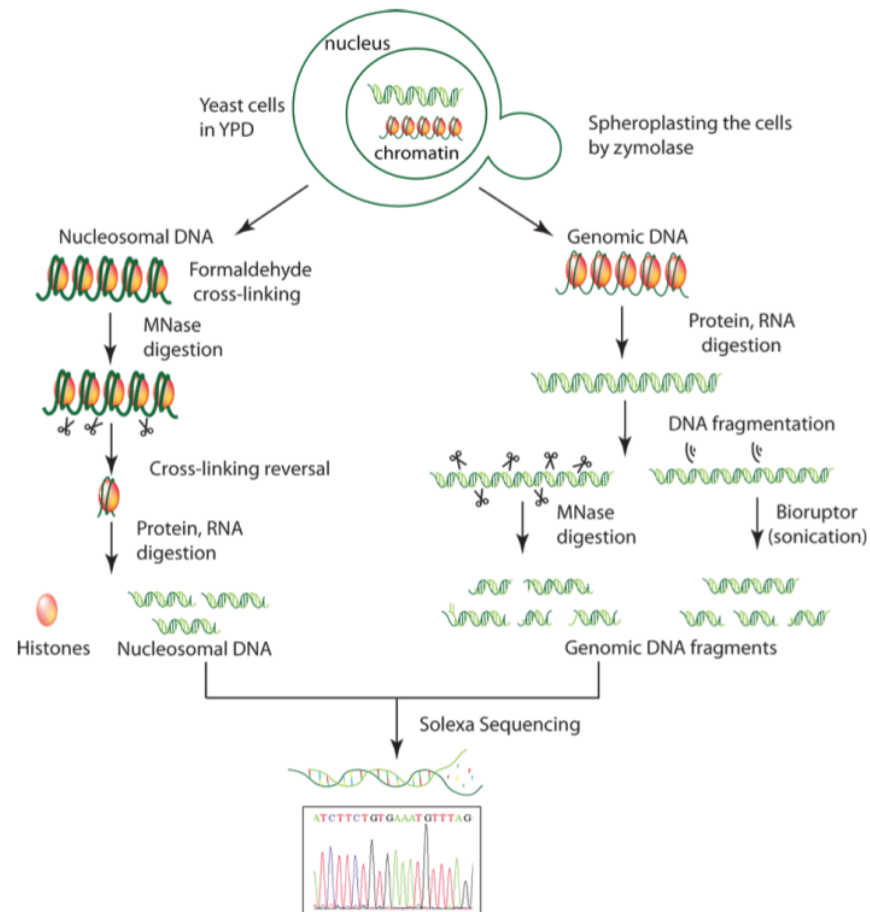 nucleus
Yeast cells
in YPD
chromatin
Spheroplasting the cells
by zymolase
Nucleosomal DNA
Formaldehyde
cross-linking
MNase
digestion
Cross-linking reversal
Protein, RNA
digestion
Histones
Nucleosomal DNA
Genomic DNA
Protein, RNA
digestion
DNA fragmentation
MNase
digestion
Bioruptor
(sonication)
Genomic DNA fragments
Solexa Sequencing
ATCTTCTGTGAAATGTTTAG